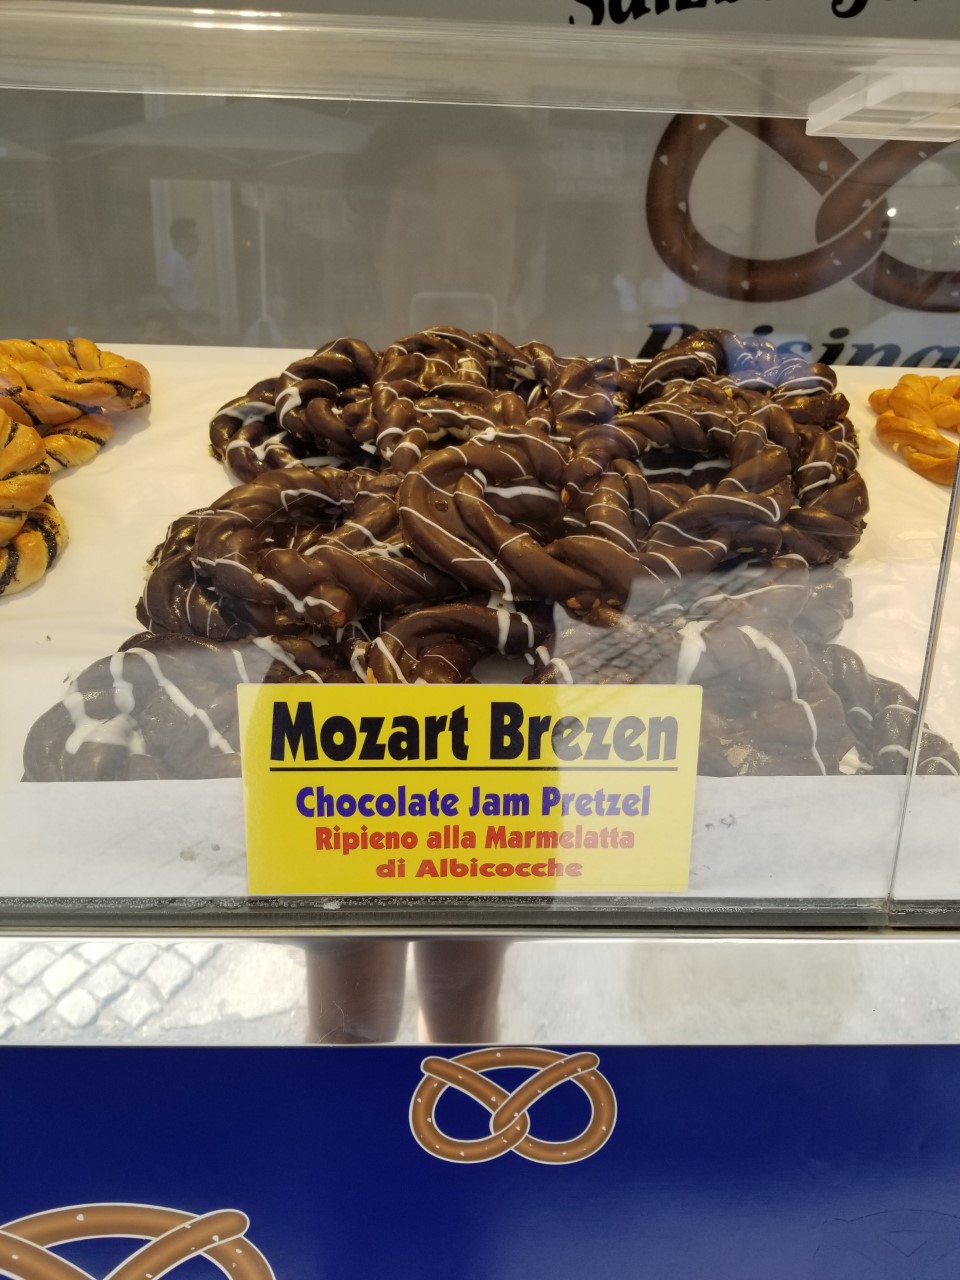 Mozart Brezen
Chocolate Jam Pretzel
Ripieno alla Marmelatta
di Albicocche